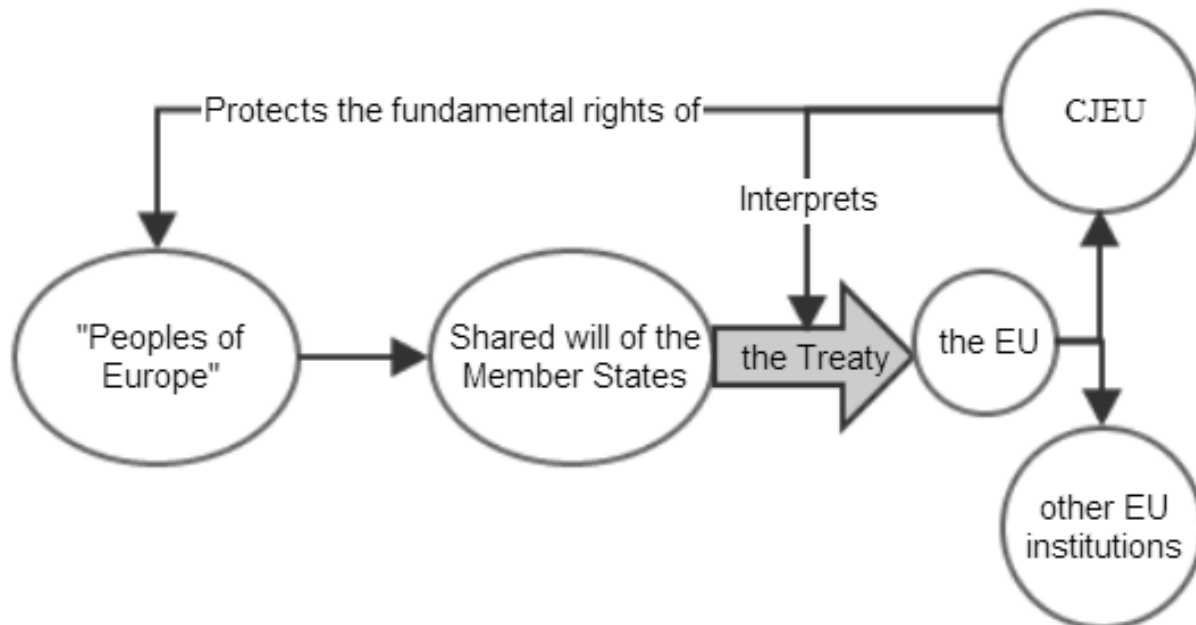 CJEU
Protects the fundamental rights of
Interprets
"Peoples of
Europe"
Shared will of the
Member States
the Treaty
the EU
other EU
institutions